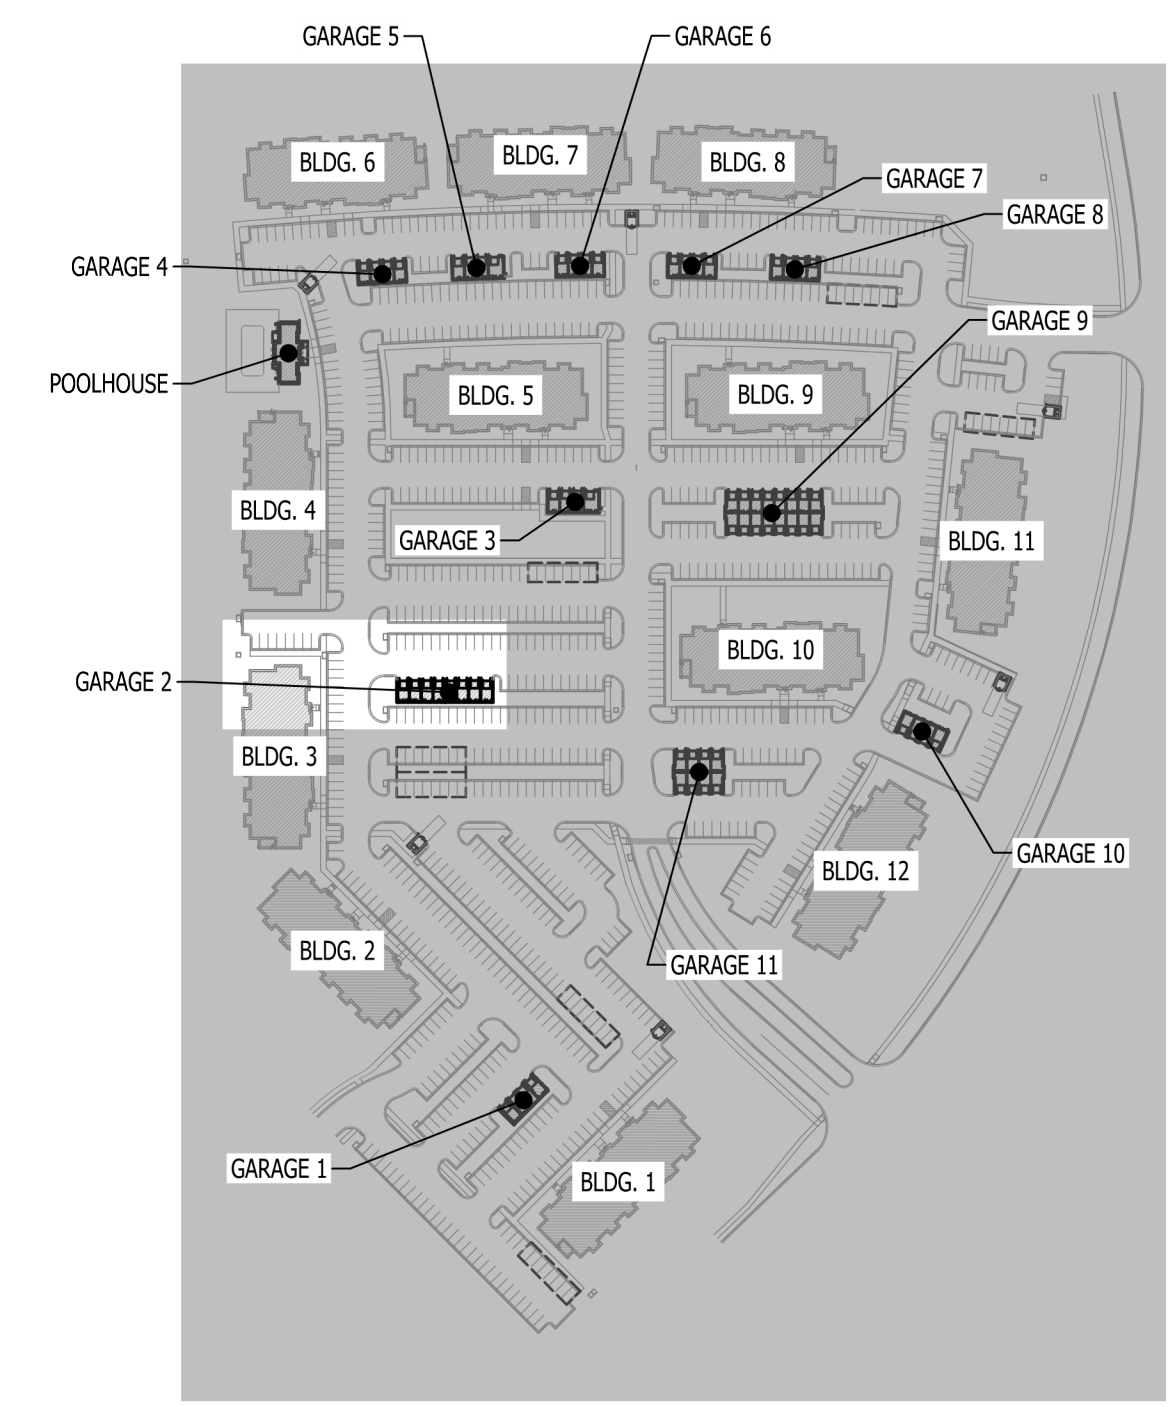 GARAGE 5
GARAGE 6
BLDG. 6
BLDG. 7
BLDG. 8
GARAGE 7
GARAGE 8
GARAGE 4
GARAGE 9
POOLHOUSE
BLDG. 5
BLDG. 9
BLDG. 4
GARAGE 3
BLDG. 11
BLDG. 10
GARAGE 2
BLDG. 3
GARAGE 10
BLDG. 12
BLDG. 2
GARAGE 11
GARAGE 1
BLDG. 1